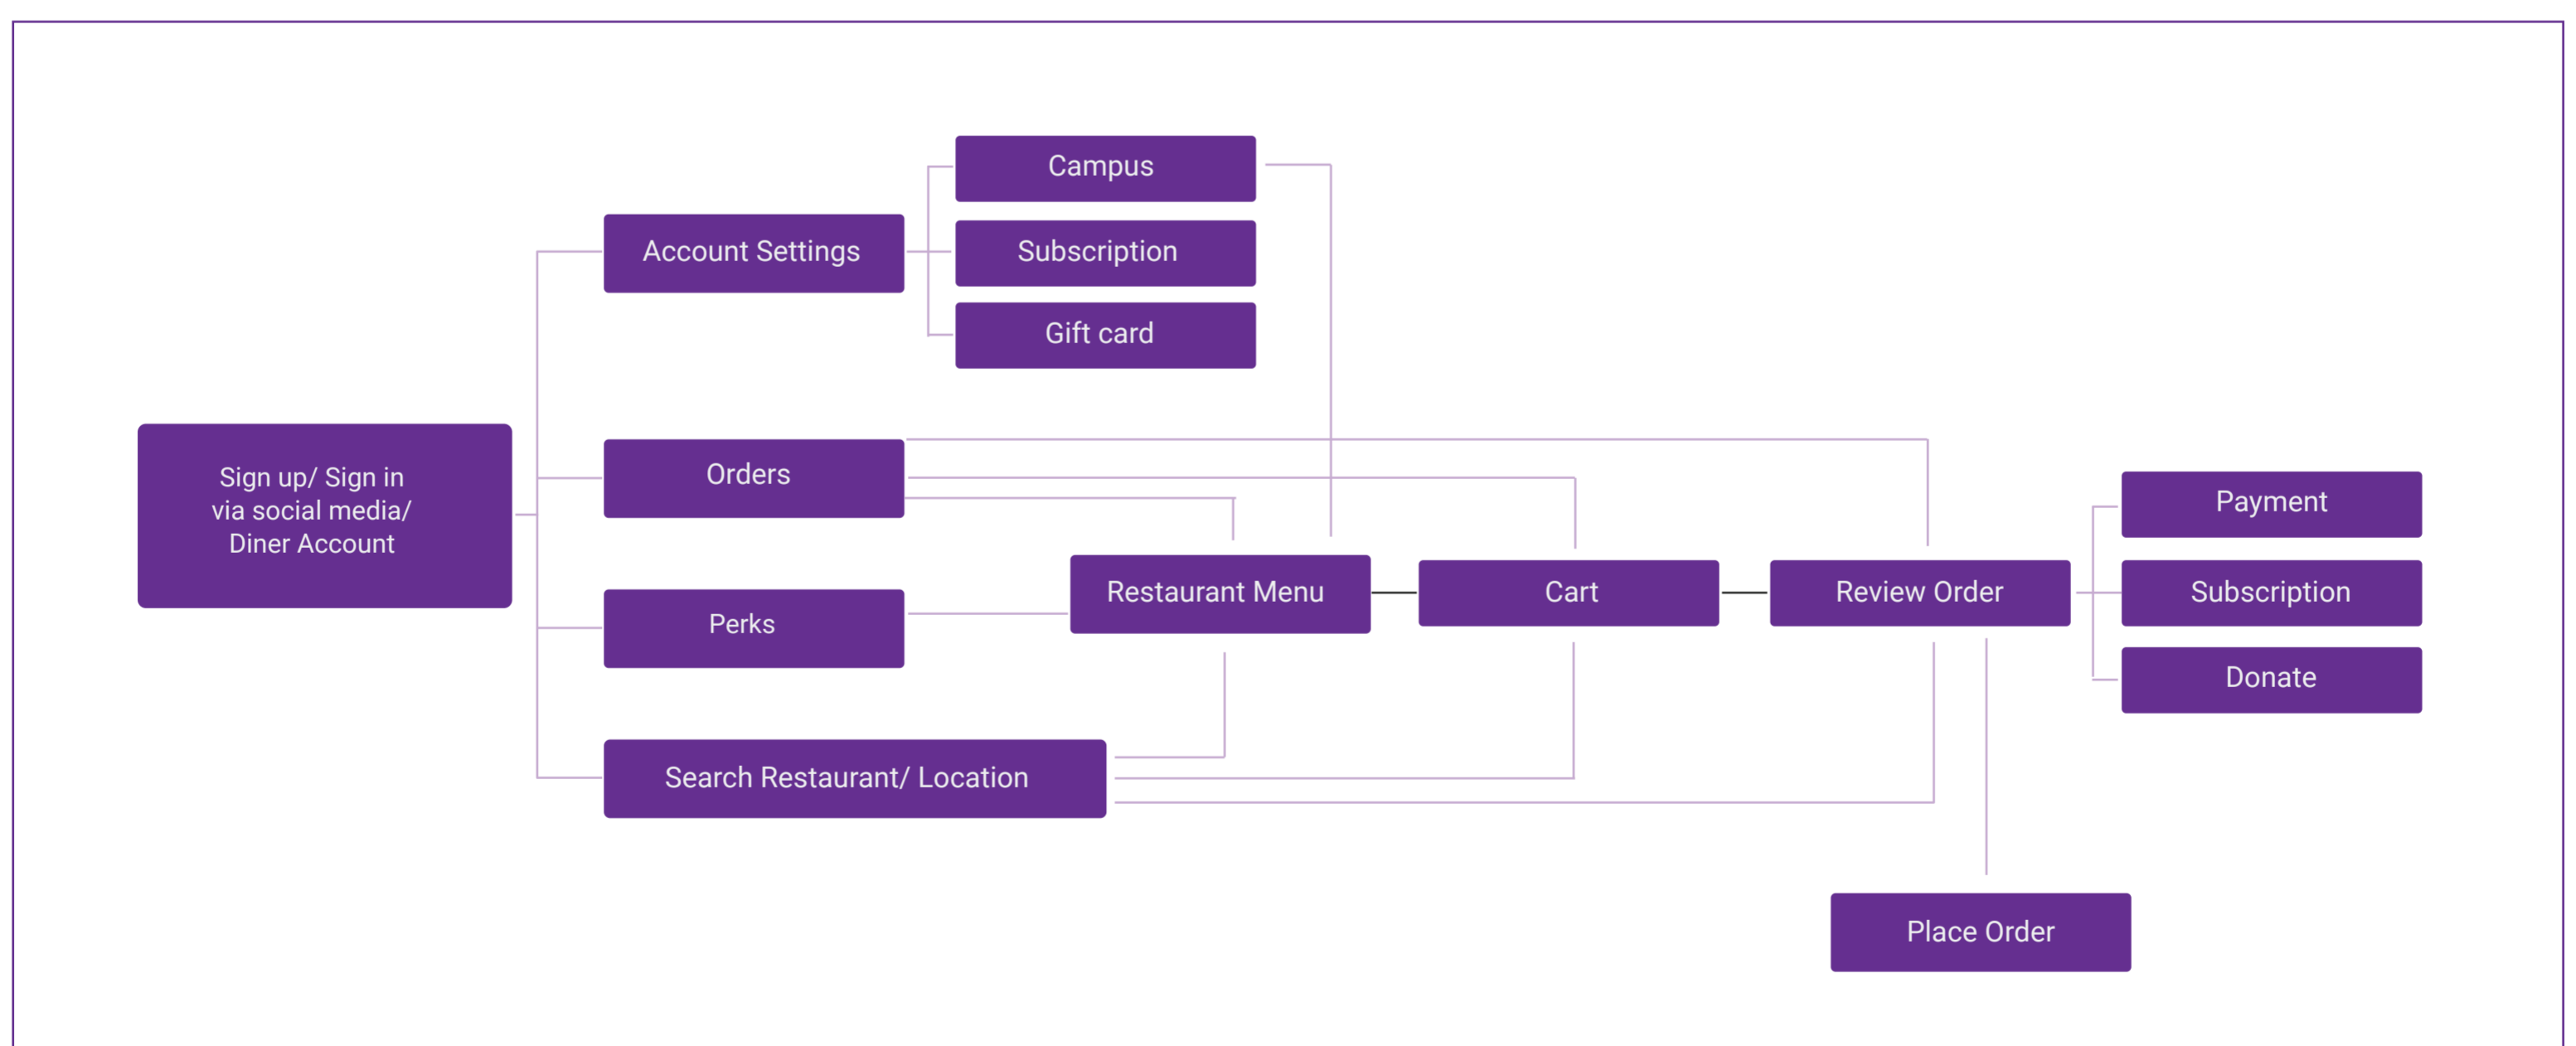 Campus
Account Settings
Subscription
Gift card
Sign up/ Sign in
via social media/
Diner Account
Orders
Perks
Search Restaurant/ Location
Restaurant Menu
Cart
Review Order
Payment
Subscription
Donate
Place Order